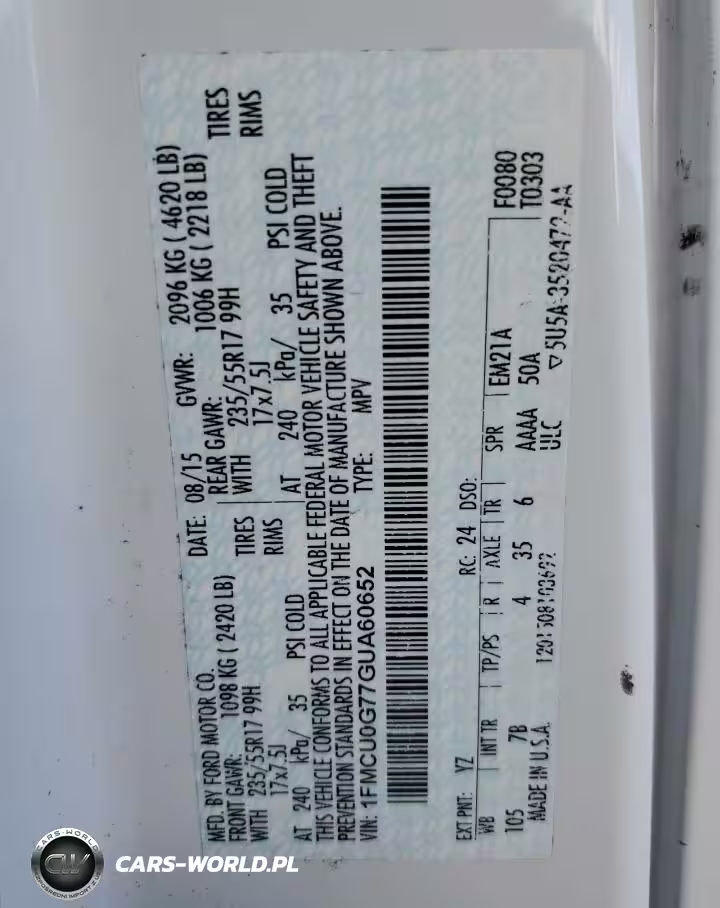 MFD. BY FORD MOTOR CO.
DATE: 08/15 GVWR: 2096 KG ( 4620 LB)
FRONT GAWR: 1098 KG ( 2420 LB)
REAR GAWR: 1006 KG ( 2218 LB)
WITH 235/55R17 99H TIRES
17x7.5J RIMS
AT 240 kPa/ 35 PSI COLD
WITH 235/55R17 99H TIRES
17x7.5J RIMS
AT 240 kPa/ 35 PSI COLD
THIS VEHICLE CONFORMS TO ALL APPLICABLE FEDERAL MOTOR VEHICLE SAFETY AND THEFT
PREVENTION STANDARDS IN EFFECT ON THE DATE OF MANUFACTURE SHOWN ABOVE.
VIN: 1FMCU0G77GUA60652 TYPE: MPV
EXT PNT: YZ RC: 24 DSO: F0080
WB INT TR TP/PS R AXLE TR SPR EM21A T0303
105 7B 4 35 6 AAAA 50A
MADE IN U.S.A. ULC
CARS-WORLD.PL
CARS-WORLD
CW